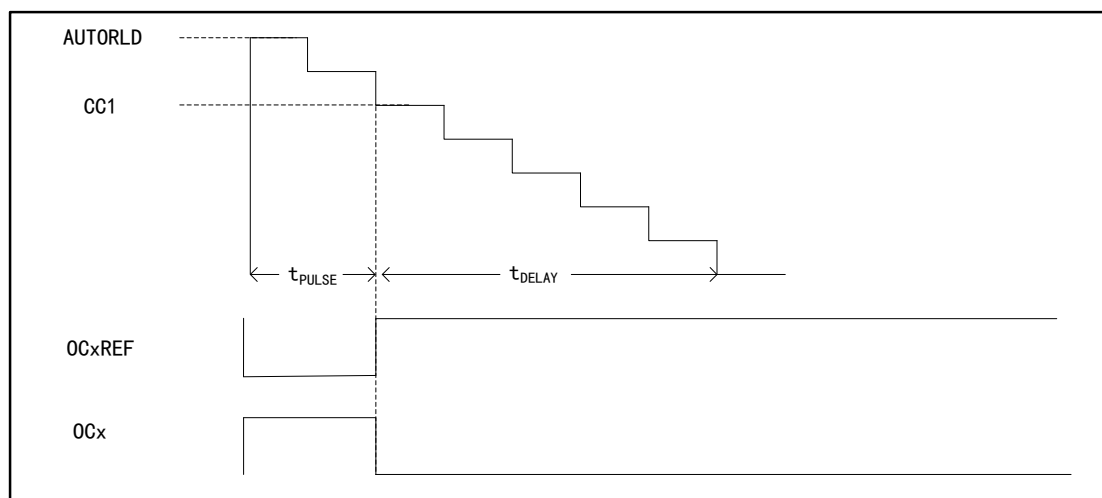 AUTORLD
CC1
tPULSE
tDELAY
OCxREF
OCx